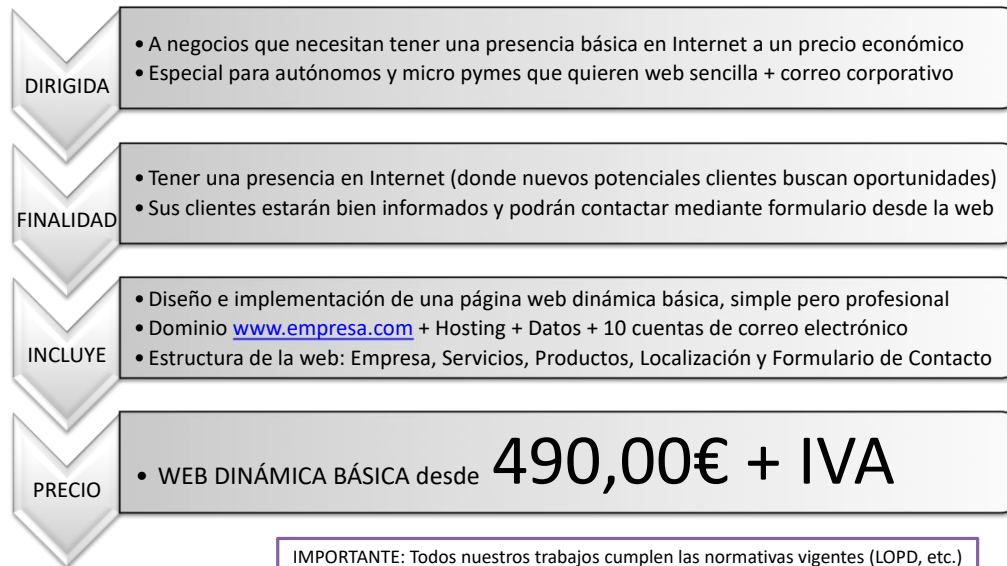 DIRIGIDA
• A negocios que necesitan tener una presencia básica en Internet a un precio económico
• Especial para autónomos y micro pymes que quieren web sencilla + correo corporativo
FINALIDAD
• Tener una presencia en Internet (donde nuevos potenciales clientes buscan oportunidades)
• Sus clientes estarán bien informados y podrán contactar mediante formulario desde la web
INCLUYE
• Diseño e implementación de una página web dinámica básica, simple pero profesional
• Dominio www.empresa.com + Hosting + Datos + 10 cuentas de correo electrónico
• Estructura de la web: Empresa, Servicios, Productos, Localización y Formulario de Contacto
PRECIO
• WEB DINÁMICA BÁSICA desde 490,00€ + IVA
IMPORTANTE: Todos nuestros trabajos cumplen las normativas vigentes (LOPD, etc.)